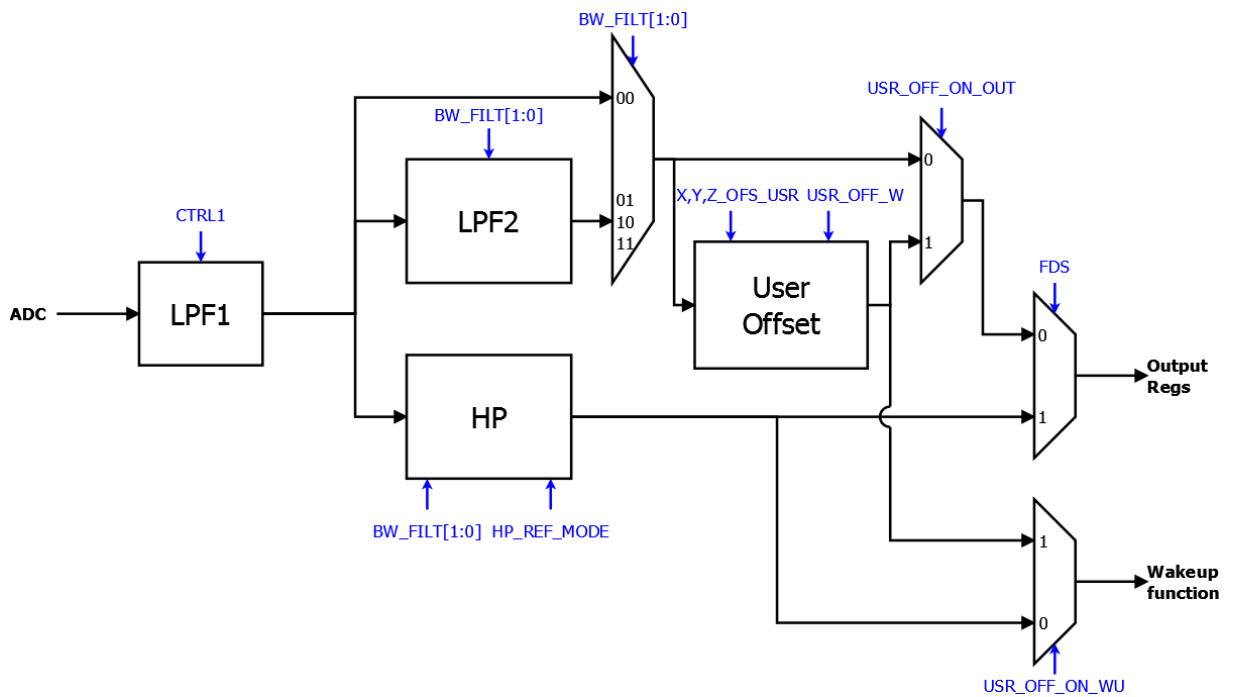 BW_FILT[1:0]
USR_OFF_ON_OUT
00
BW_FILT[1:0]
0
01
10
11
X,Y,Z_OFS_USR USR_OFF_W
LPF2
CTRL1
1
FDS
ADC
LPF1
User
Offset
0
Output
Regs
HP
1
BW_FILT[1:0] HP_REF_MODE
1
Wakeup
function
0
USR_OFF_ON_WU